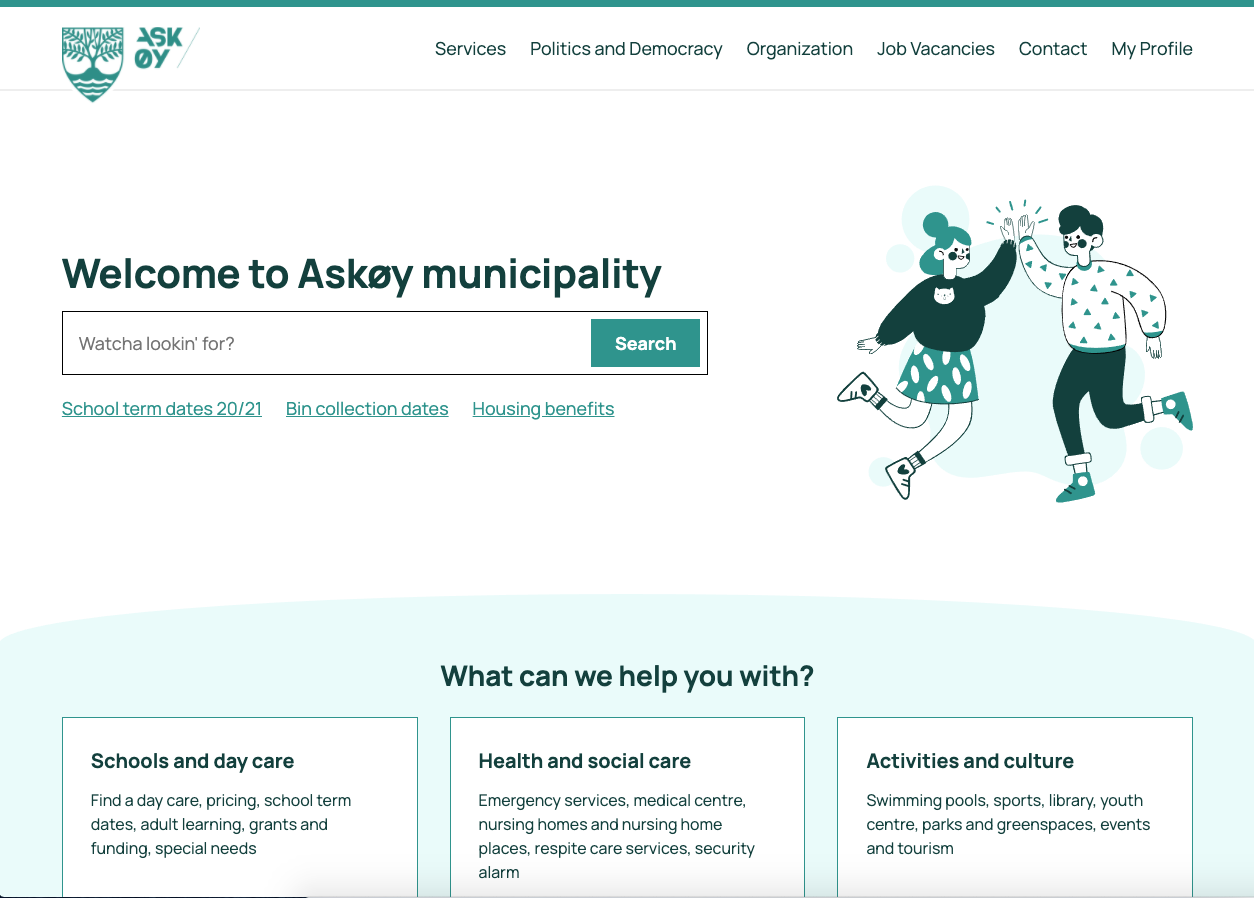 ASK
ØY
Services Politics and Democracy Organization Job Vacancies Contact My Profile
Welcome to Askøy municipality
Watcha lookin' for?
Search
School term dates 20/21 Bin collection dates Housing benefits
What can we help you with?
Schools and day care
Find a day care, pricing, school term
dates, adult learning, grants and
funding, special needs
Health and social care
Emergency services, medical centre,
nursing homes and nursing home
places, respite care services, security
alarm
Activities and culture
Swimming pools, sports, library, youth
centre, parks and greenspaces, events
and tourism